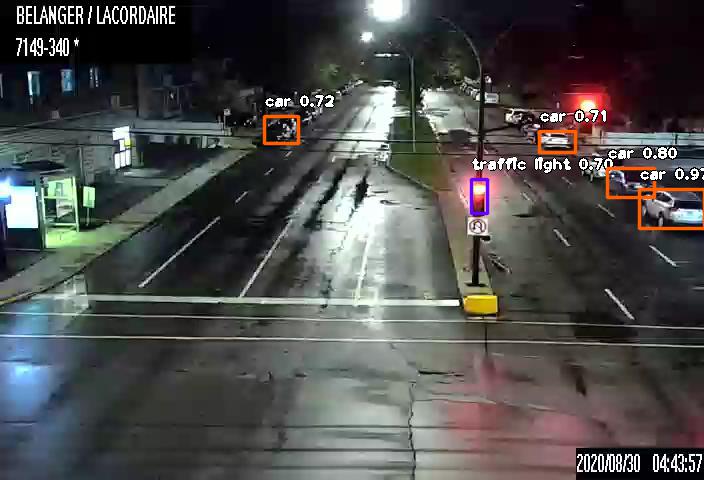 BELANGER / LACORDAIRE
7149-340 *
car 0.72
car 0.71
traffic light 0.70
car 0.80
car 0.97
2020/08/30 04:43:57